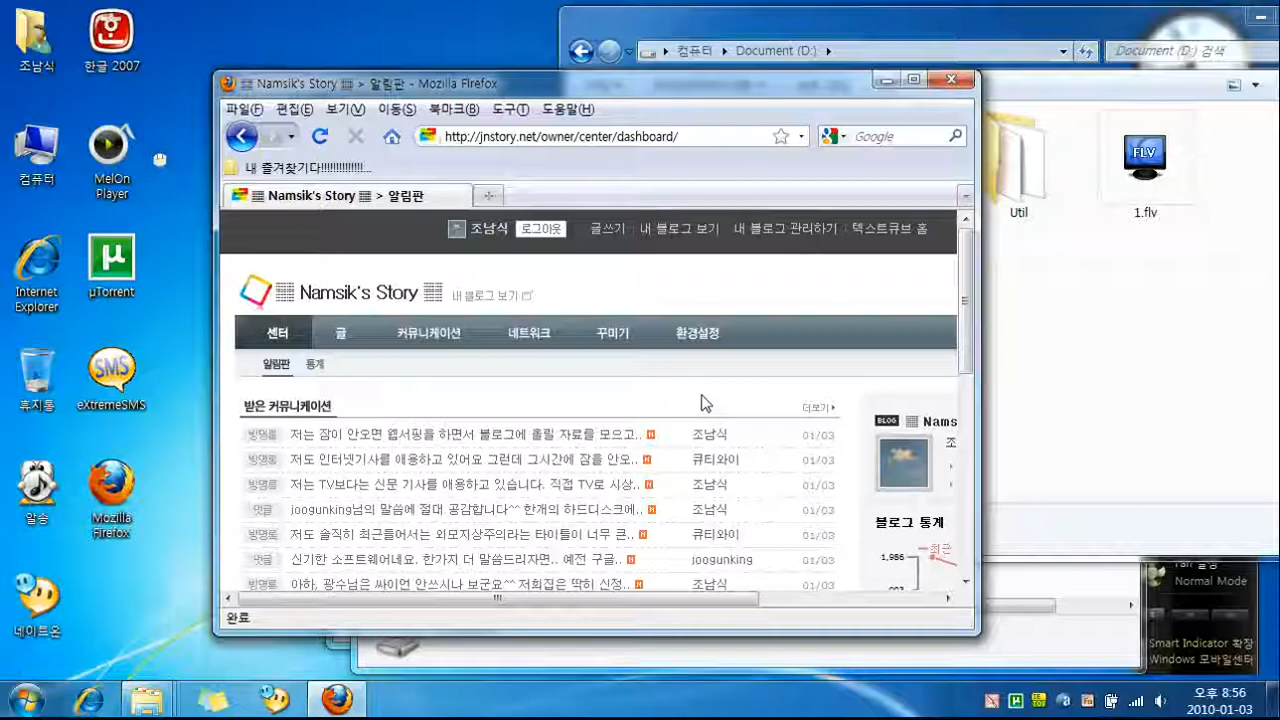 조남식
한글 2007
컴퓨터
MelOn
Player
Internet
Explorer
µTorrent
휴지통
eXtremeSMS
알송
Mozilla
Firefox
네이트온
컴퓨터 ▸ Document (D:) ▸
Document (D:) 검색
Util
FLV
1.flv
Namsik's Story > 알림판 - Mozilla Firefox
파일(F) 편집(E) 보기(V) 이동(S) 북마크(B) 도구(T) 도움말(H)
http://jnstory.net/owner/center/dashboard/
Google
내 즐겨찾기다!!!!!!!!!!!!!!...
Namsik's Story > 알림판
조남식 로그아웃 글쓰기 내 블로그 보기 내 블로그 관리하기 텍스트큐브 홈
Namsik's Story 내 블로그 보기
센터 글 커뮤니케이션 네트워크 꾸미기 환경설정
알림판 통계
받은 커뮤니케이션 더보기
방명록 저는 잠이 안오면 웹서핑을 하면서 블로그에 올릴 자료를 모으고.. 조남식 01/03
방명록 저도 인터넷기사를 애용하고 있어요 그런데 그시간에 잠을 안오.. 큐티와이 01/03
방명록 저는 TV보다는 신문 기사를 애용하고 있습니다. 직접 TV로 시상.. 조남식 01/03
댓글 joogunking님의 말씀에 절대 공감합니다^^ 한개의 하드디스크에.. 조남식 01/03
방명록 저도 솔직히 최근들어서는 외모지상주의라는 타이틀이 너무 큰.. 큐티와이 01/03
댓글 신기한 소프트웨어네요. 한가지 더 말씀드리자면.. 예전 구글.. joogunking 01/03
방명록 아하, 광수님은 싸이언 안쓰시나 ^^ 저희집은 딱히 신정.. 조남식 01/03
BLOG Nams
조
블로그 통계
1,986
최근
완료
Normal Mode
Smart Indicator 확장
Windows 모바일센터
오후 8:56
2010-01-03